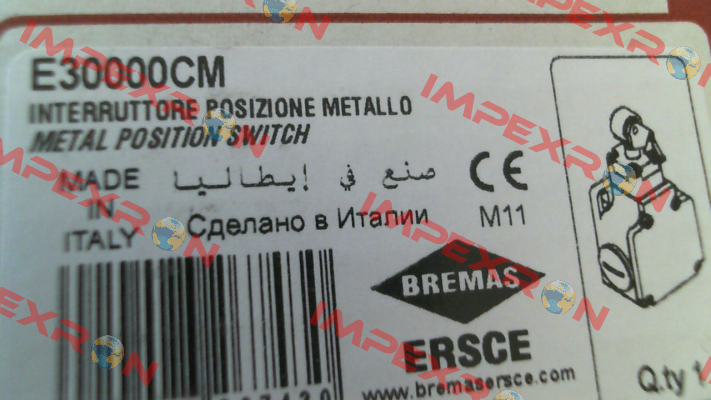 E30000CM
INTERRUTTORE POSIZIONE METALLO
METAL POSITION SWITCH
MADE IN ITALY
صنع في إيطاليا
Сделано в Италии
CE
M11
BREMAS
ERSCE
www.bremasersce.com
Q.ty 1
IMPEXRON